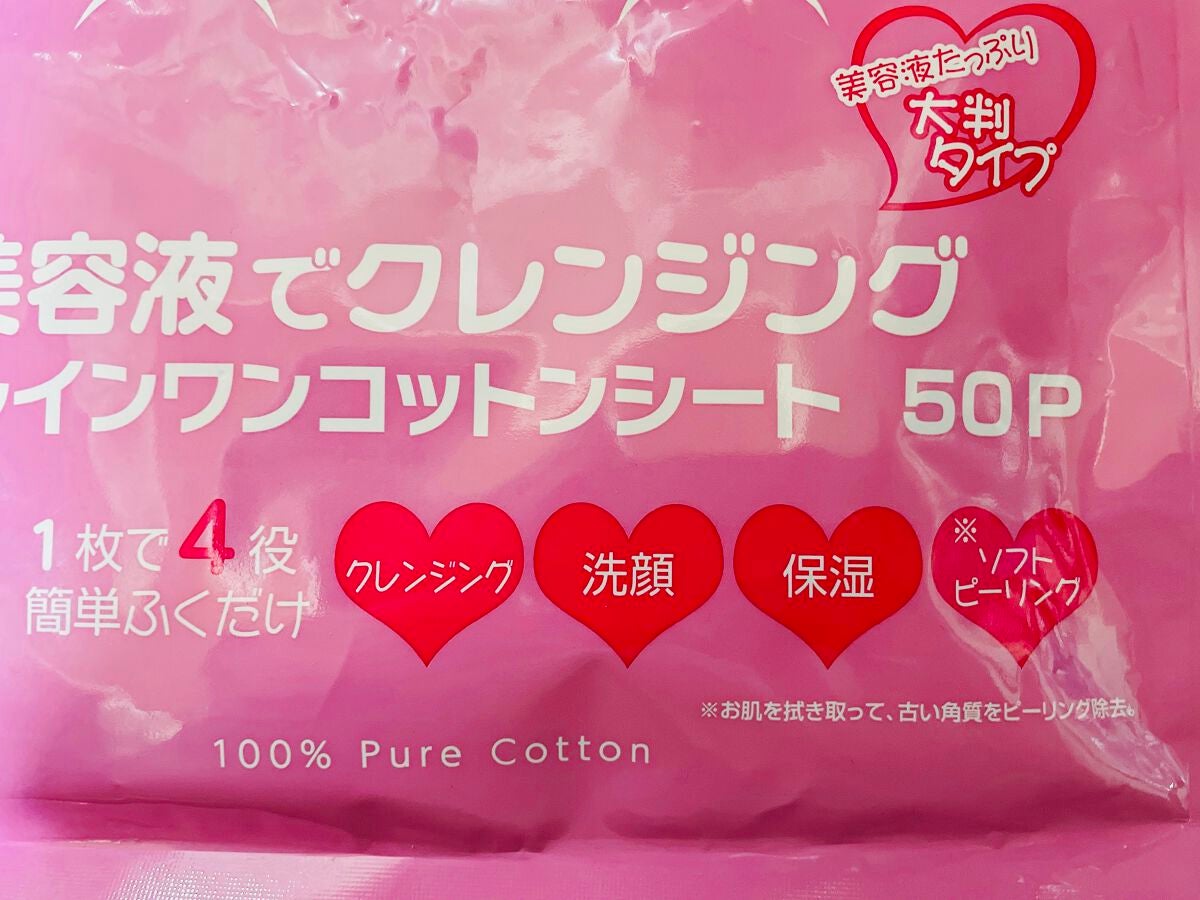 美容液たっぷり
大判
タイプ
美容液でクレンジング
インワンコットンシート 50P
1枚で4役
簡単ふくだけ
クレンジング
洗顔
保湿
※ソフト
ピーリング
※お肌を拭き取って、古い角質をピーリング除去。
100% Pure Cotton